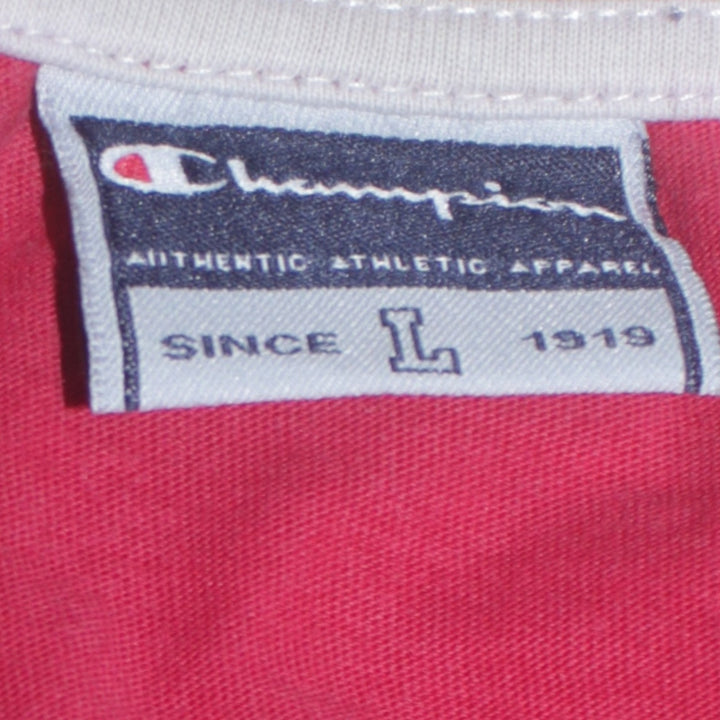 Champion
AUTHENTIC ATHLETIC APPAREL
SINCE L 1919